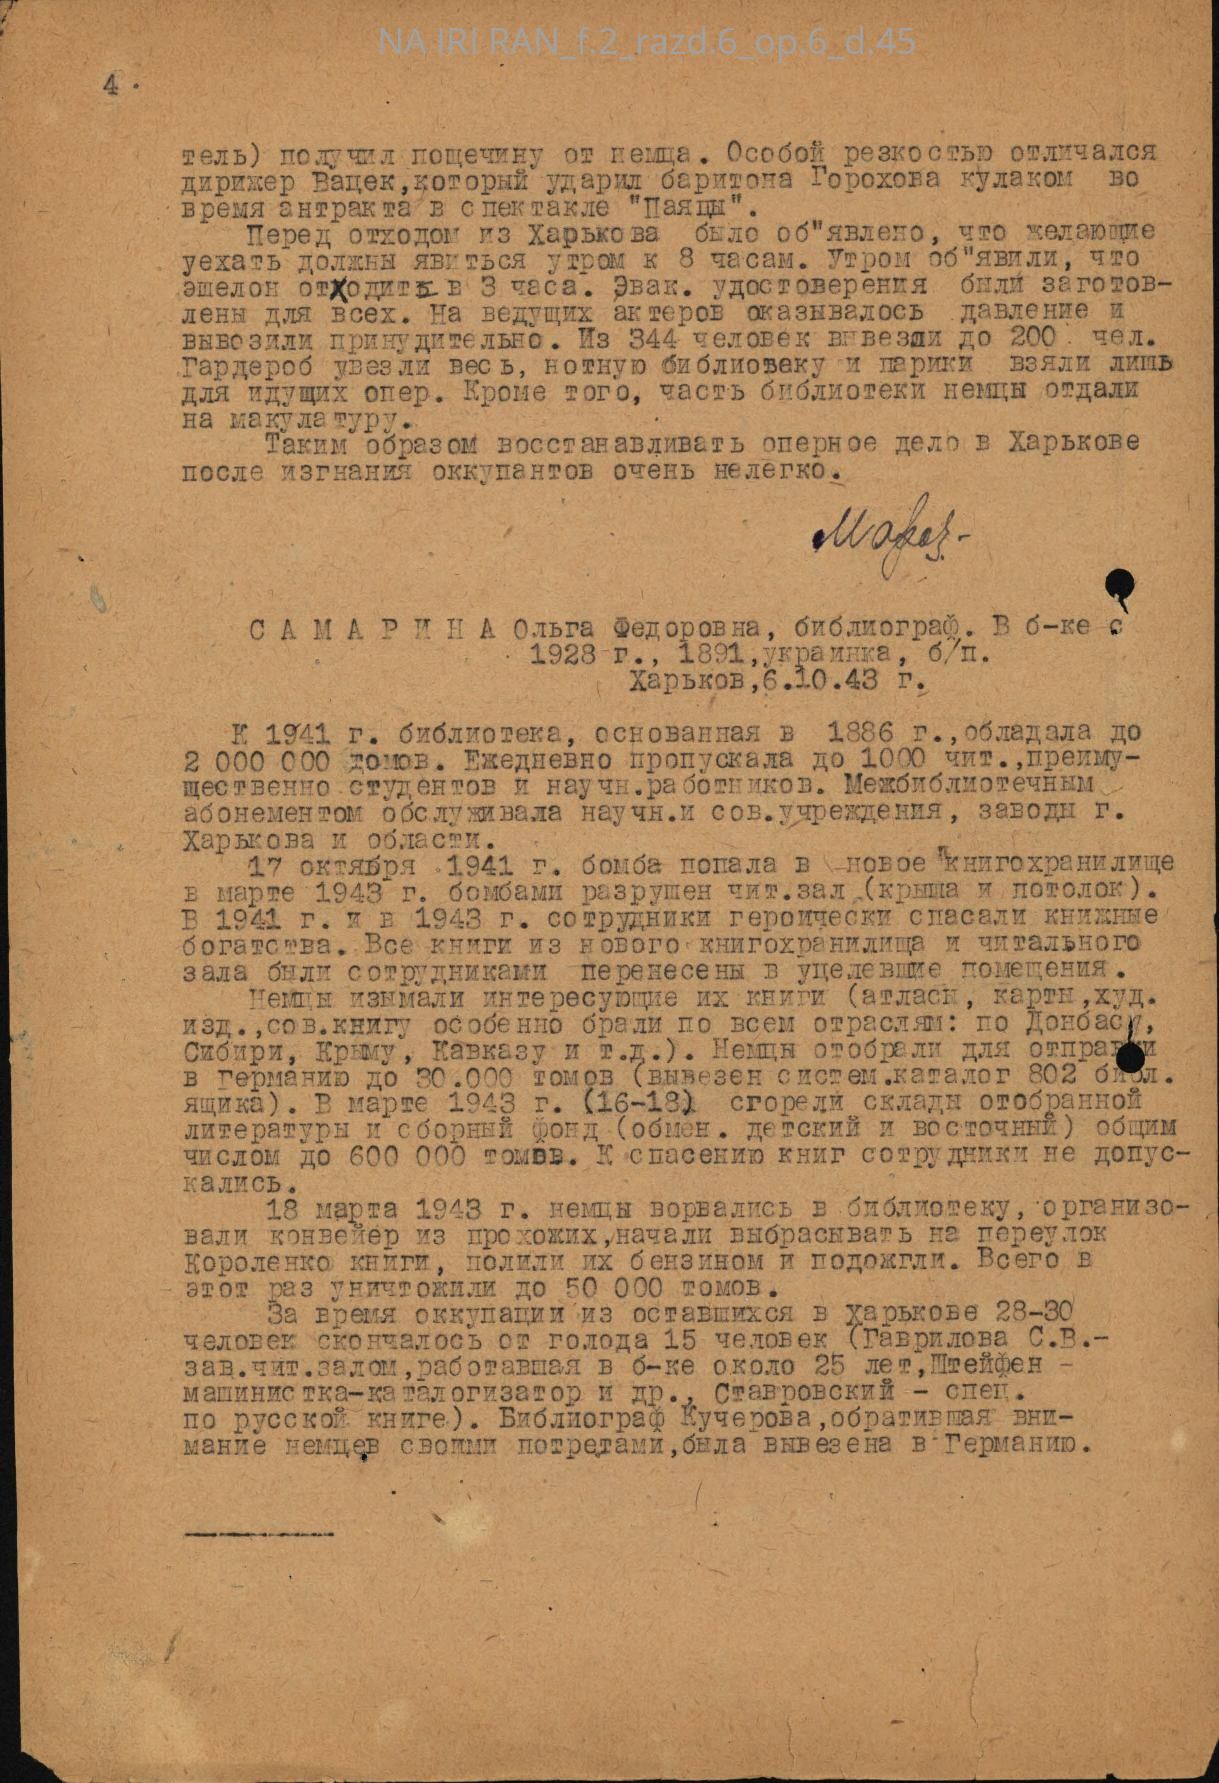 NA IRI RAN_f.2_razd.6_op.6_d.45
4.
тель) получил пощечину от немца. Особой резкостью отличался
дирижер Вацек,который ударил баритона Горохова кулаком во
время антракта в спектакле "Паяцы".
Перед отходом из Харькова было об"явлено, что желающие
уехать должны явиться утром к 8 часам. Утром об"явили, что
эшелон отходит в 3 часа. Эвак. удостоверения были заготов-
лены для всех. На ведущих актеров оказывалось давление и
вывозили принудительно. Из 344 человек вывезли до 200 чел.
Гардероб увезли весь, нотную библиотеку и парики взяли лишь
для идущих опер. Кроме того, часть библиотеки немцы отдали
на макулатуру.
Таким образом восстанавливать оперное дело в Харькове
после изгнания оккупантов очень нелегко.
С А М А Р И Н А Ольга Федоровна, библиограф. В б-ке с
1928 г., 1891,украинка, б/п.
Харьков,6.10.43 г.
К 1941 г. библиотека, основанная в 1886 г.,обладала до
2 000 000 томов. Ежедневно пропускала до 1000 чит.,преиму-
щественно студентов и научн.работников. Межбиблиотечным
абонементом обслуживала научн.и сов.учреждения, заводы г.
Харькова и области.
17 октября 1941 г. бомба попала в новое книгохранилище
в марте 1943 г. бомбами разрушен чит.зал (крыша и потолок).
В 1941 г. и в 1943 г. сотрудники героически спасали книжные
богатства. Все книги из нового книгохранилища и читального
зала были сотрудниками перенесены в уцелевшие помещения.
Немцы изымали интересующие их книги (атласы, карты,худ.
изд.,сов.книгу особенно брали по всем отраслям: по Донбасу,
Сибири, Крыму, Кавказу и т.д.). Немцы отобрали для отправки
в Германию до 30.000 томов (вывезен систем.каталог 802 библ.
ящика). В марте 1943 г. (16-18) сгорели склады отобранной
литературы и сборный фонд (обмен. детский и восточный) общим
числом до 600 000 томов. К спасению книг сотрудники не допус-
кались.
18 марта 1943 г. немцы ворвались в библиотеку, организо-
вали конвейер из прохожих,начали выбрасывать на переулок
Короленко книги, полили их бензином и подожгли. Всего в
этот раз уничтожили до 50 000 томов.
За время оккупации из оставшихся в Харькове 28-30
человек скончалось от голода 15 человек (Гаврилова С.В.-
зав.чит.залом,работавшая в б-ке около 25 лет,Штейфен -
машинистка-каталогизатор и др., Ставровский - спец.
по русской книге). Библиограф Кучерова,обратившая вни-
мание немцев своими потретами,была вывезена в Германию.